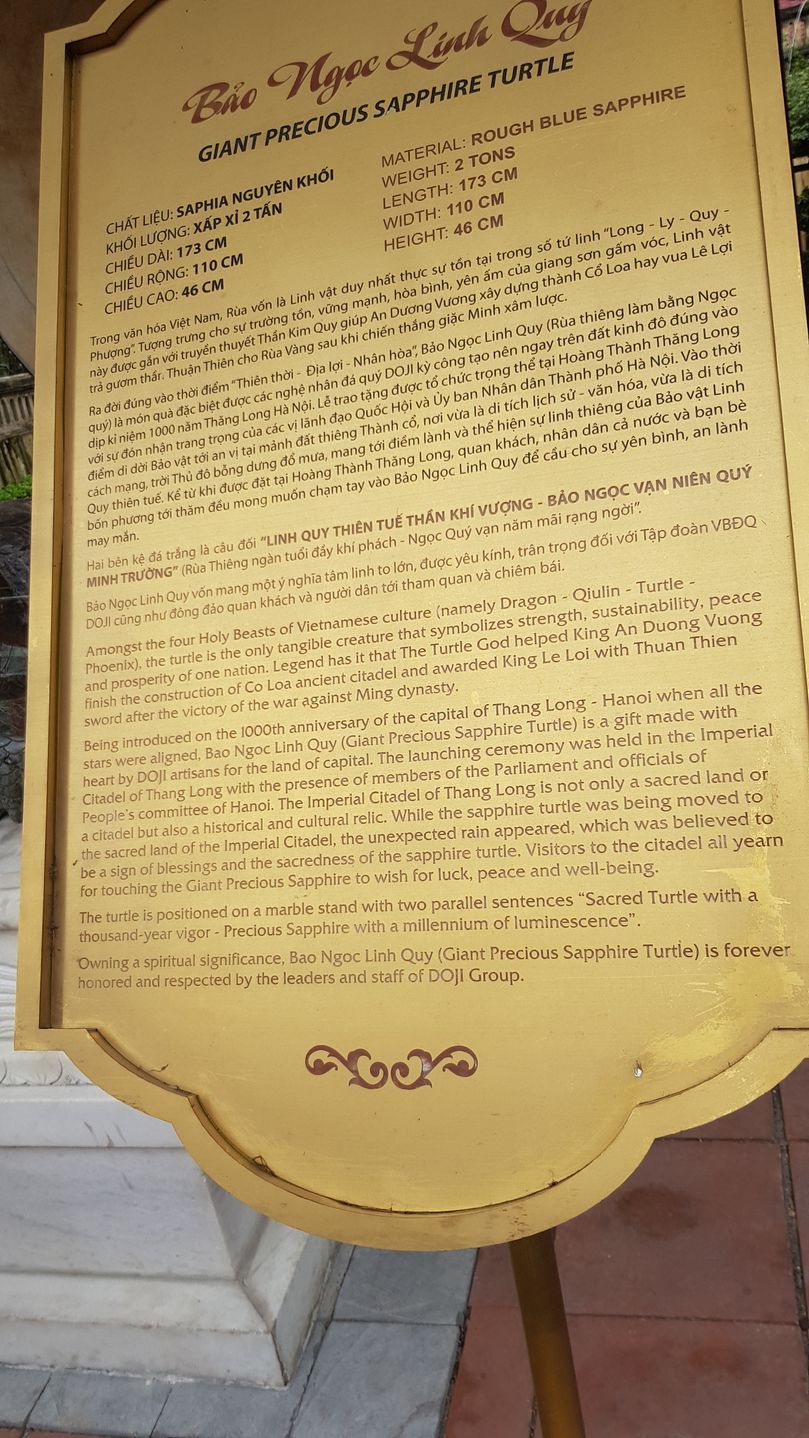 Bảo Ngọc Linh Quy
GIANT PRECIOUS SAPPHIRE TURTLE
CHẤT LIỆU: SAPHIA NGUYÊN KHỐI
KHỐI LƯỢNG: XẤP XỈ 2 TẤN
CHIỀU DÀI: 173 CM
CHIỀU RỘNG: 110 CM
CHIỀU CAO: 46 CM
MATERIAL: ROUGH BLUE SAPPHIRE
WEIGHT: 2 TONS
LENGTH: 173 CM
WIDTH: 110 CM
HEIGHT: 46 CM
Trong văn hóa Việt Nam, Rùa vốn là Linh vật duy nhất thực sự tồn tại trong số tứ linh “Long - Ly - Quy -
Phượng”. Tượng trưng cho sự trường tồn, vững mạnh, hòa bình, yên ấm của giang sơn gấm vóc, Linh vật
này được gắn với truyền thuyết Thần Kim Quy giúp An Dương Vương xây dựng thành Cổ Loa hay vua Lê Lợi
trả gươm thần Thuận Thiên cho Rùa Vàng sau khi chiến thắng giặc Minh xâm lược.
Ra đời đúng vào thời điểm “Thiên thời - Địa lợi - Nhân hòa”, Bảo Ngọc Linh Quy (Rùa thiêng làm bằng Ngọc
quý) là món quà đặc biệt được các nghệ nhân đá quý DOJI kỳ công tạo nên ngay trên đất kinh đô đúng vào
dịp kỉ niệm 1000 năm Thăng Long Hà Nội. Lễ trao tặng được tổ chức trọng thể tại Hoàng Thành Thăng Long
với sự đón nhận trang trọng của các vị lãnh đạo Quốc Hội và Ủy ban Nhân dân Thành phố Hà Nội. Vào thời
điểm di dời Bảo vật tới an vị tại mảnh đất thiêng Thành cổ, nơi vừa là di tích lịch sử - văn hóa, vừa là di tích
cách mạng, trời Thủ đô bỗng dưng đổ mưa, mang tới điềm lành và thể hiện sự linh thiêng của Bảo vật Linh
Quy thiên tuế. Kể từ khi được đặt tại Hoàng Thành Thăng Long, quan khách, nhân dân cả nước và bạn bè
bốn phương tới thăm đều mong muốn chạm tay vào Bảo Ngọc Linh Quy để cầu cho sự yên bình, an lành
may mắn.
Hai bên kệ đá trắng là câu đối “LINH QUY THIÊN TUẾ THẦN KHÍ VƯỢNG - BẢO NGỌC VẠN NIÊN QUÝ
MINH TRƯỜNG” (Rùa Thiêng ngàn tuổi đầy khí phách - Ngọc Quý vạn năm mãi rạng ngời”.
Bảo Ngọc Linh Quy vốn mang một ý nghĩa tâm linh to lớn, được yêu kính, trân trọng đối với Tập đoàn VBĐQ
DOJI cũng như đông đảo quan khách và người dân tới tham quan và chiêm bái.
Amongst the four Holy Beasts of Vietnamese culture (namely Dragon - Qiulin - Turtle -
Phoenix), the turtle is the only tangible creature that symbolizes strength, sustainability, peace
and prosperity of one nation. Legend has it that The Turtle God helped King An Duong Vuong
finish the construction of Co Loa ancient citadel and awarded King Le Loi with Thuan Thien
sword after the victory of the war against Ming dynasty.
Being introduced on the 1000th anniversary of the capital of Thang Long - Hanoi when all the
stars were aligned, Bao Ngoc Linh Quy (Giant Precious Sapphire Turtle) is a gift made with
heart by DOJI artisans for the land of capital. The launching ceremony was held in the Imperial
Citadel of Thang Long with the presence of members of the Parliament and officials of
People's committee of Hanoi. The Imperial Citadel of Thang Long is not only a sacred land or
a citadel but also a historical and cultural relic. While the sapphire turtle was being moved to
the sacred land of the Imperial Citadel, the unexpected rain appeared, which was believed to
be a sign of blessings and the sacredness of the sapphire turtle. Visitors to the citadel all yearn
for touching the Giant Precious Sapphire to wish for luck, peace and well-being.
The turtle is positioned on a marble stand with two parallel sentences “Sacred Turtle with a
thousand-year vigor - Precious Sapphire with a millennium of luminescence”.
Owning a spiritual significance, Bao Ngoc Linh Quy (Giant Precious Sapphire Turtle) is forever
honored and respected by the leaders and staff of DOJI Group.